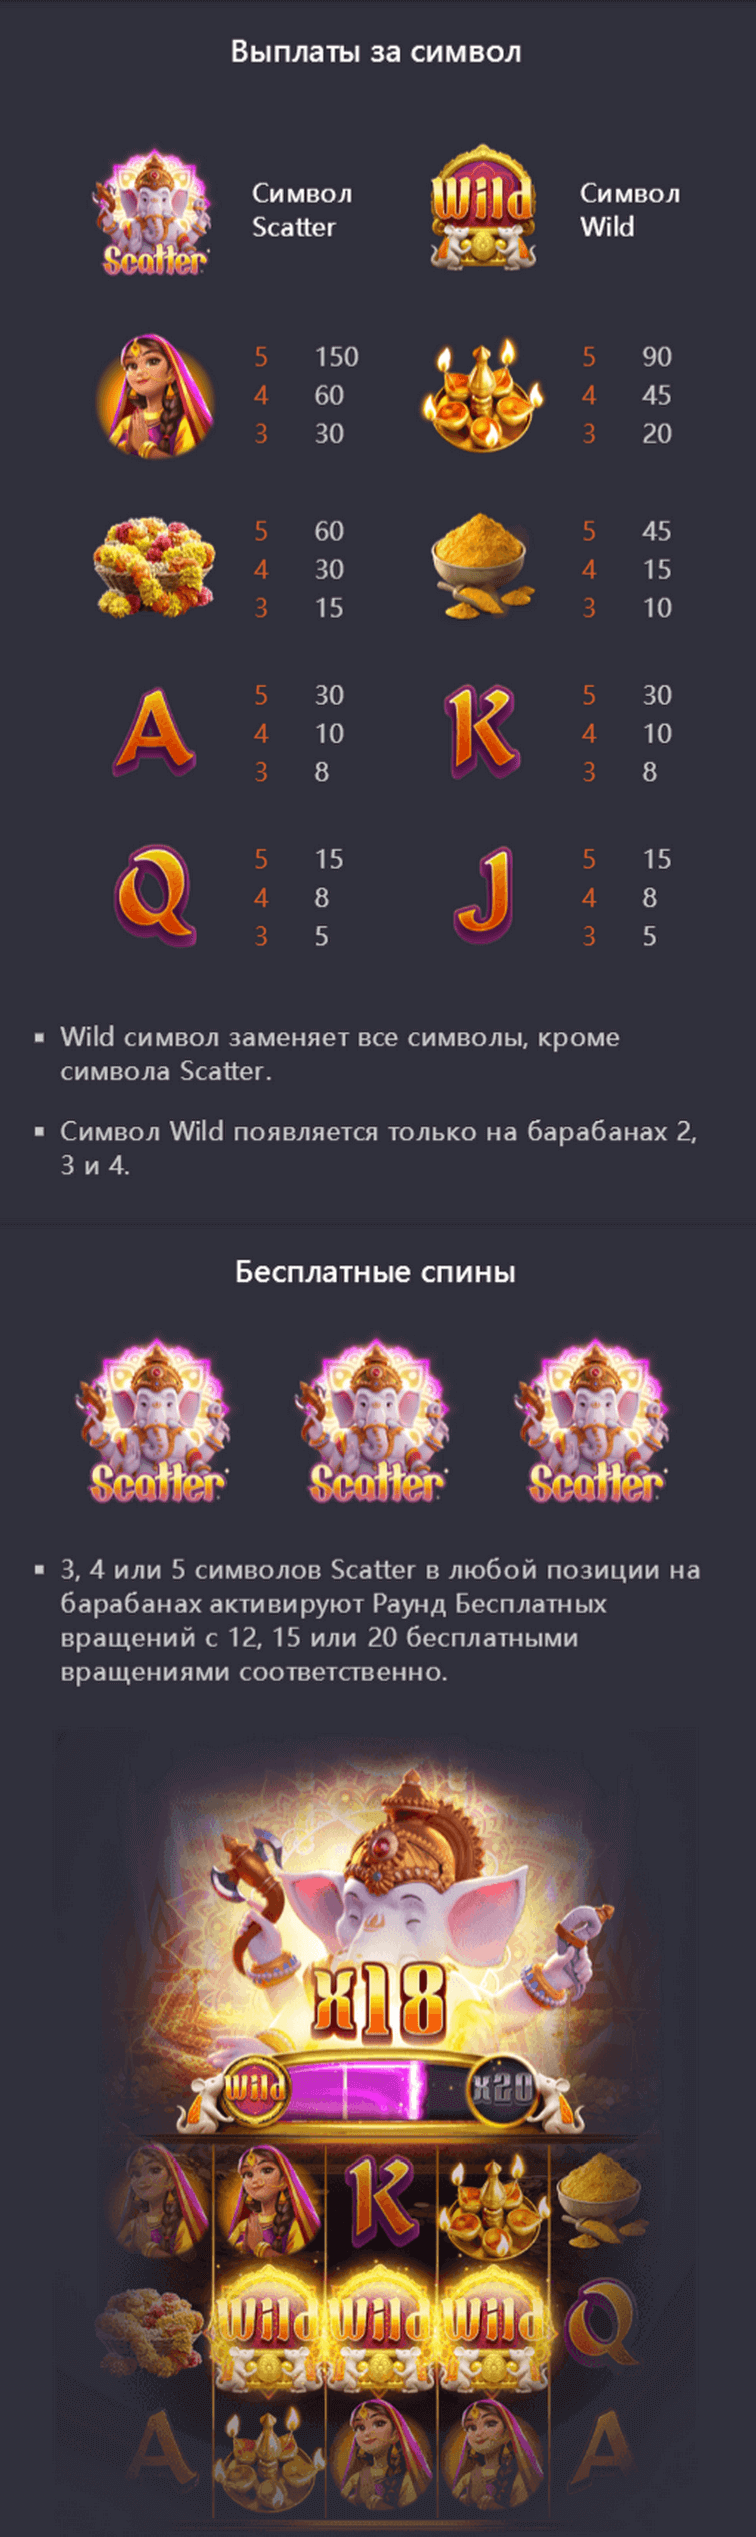 Выплаты за символ
Scatter
Символ
Scatter
Wild
Символ
Wild
5 150
4 60
3 30
5 90
4 45
3 20
5 60
4 30
3 15
5 45
4 15
3 10
A
5 30
4 10
3 8
K
5 30
4 10
3 8
Q
5 15
4 8
3 5
J
5 15
4 8
3 5
Wild символ заменяет все символы, кроме
символа Scatter.
Символ Wild появляется только на барабанах 2,
3 и 4.
Бесплатные спины
Scatter Scatter Scatter
3, 4 или 5 символов Scatter в любой позиции на
барабанах активируют Раунд Бесплатных
вращений с 12, 15 или 20 бесплатными
вращениями соответственно.
x18
Wild x20
K
Wild Wild Wild Q
A A